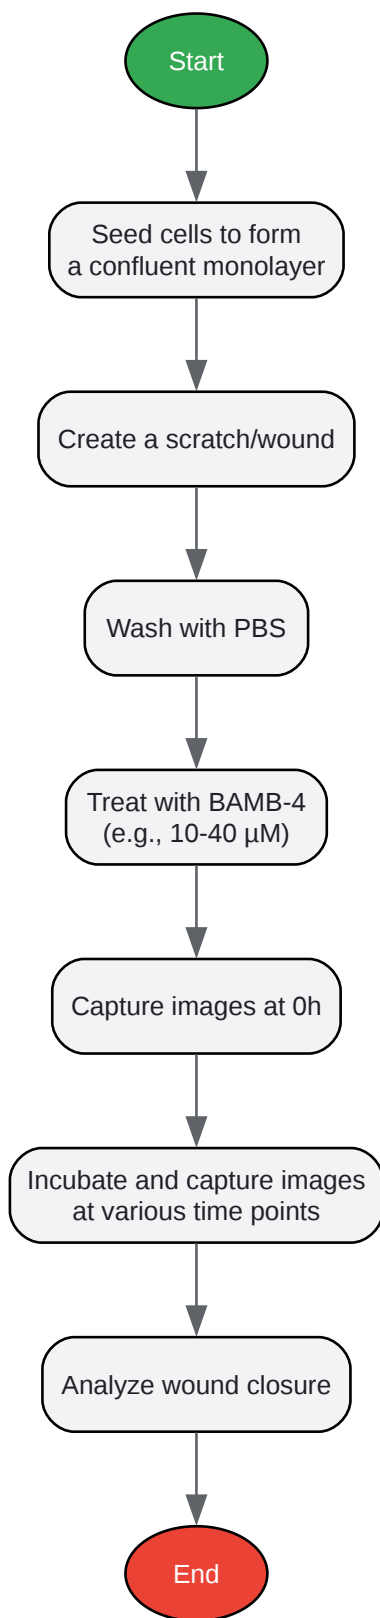 Start
Seed cells to form
a confluent monolayer
Create a scratch/wound
Wash with PBS
Treat with BAMB-4
(e.g., 10-40 µM)
Capture images at 0h
Incubate and capture images
at various time points
Analyze wound closure
End